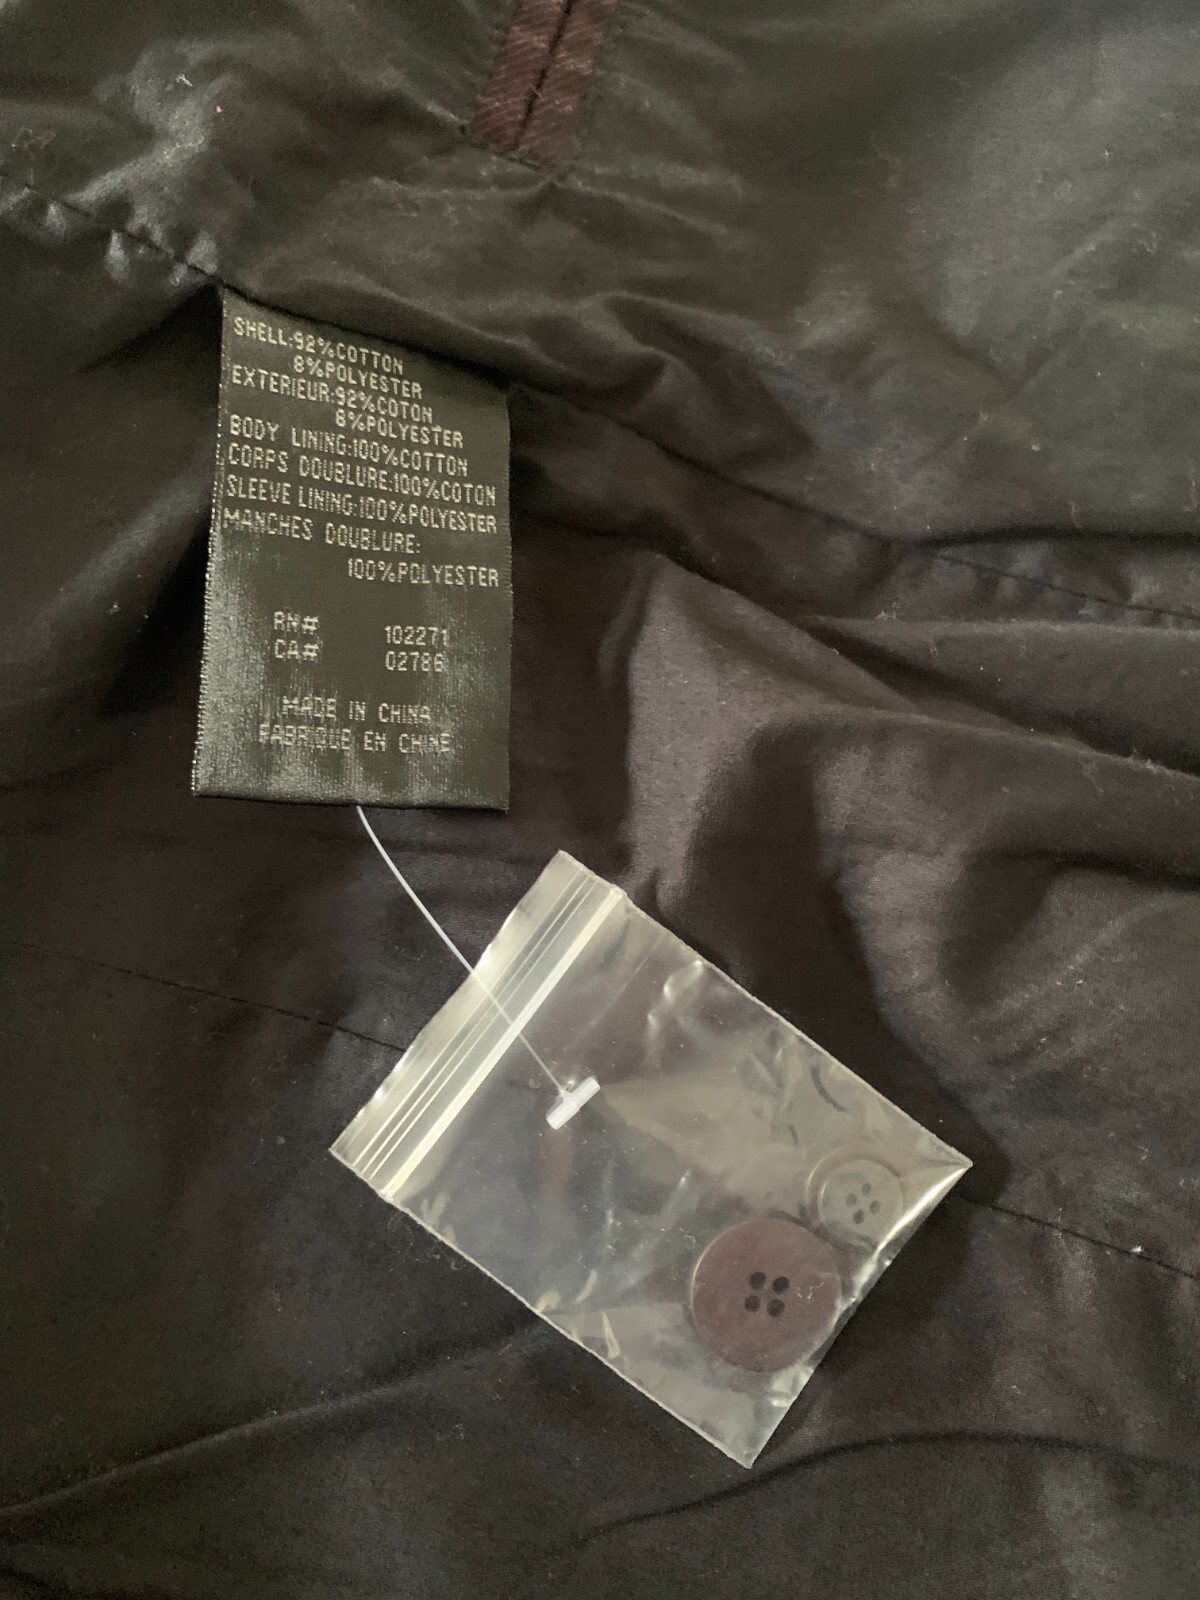 SHELL:92%COTTON
8%POLYESTER
EXTERIEUR:92%COTON
8%POLYESTER
BODY LINING:100%COTTON
CORPS DOUBLURE:100%COTON
SLEEVE LINING:100%POLYESTER
MANCHES DOUBLURE:
100%POLYESTER
RN# 102271
CA# 02786
MADE IN CHINA
FABRIQUE EN CHINE